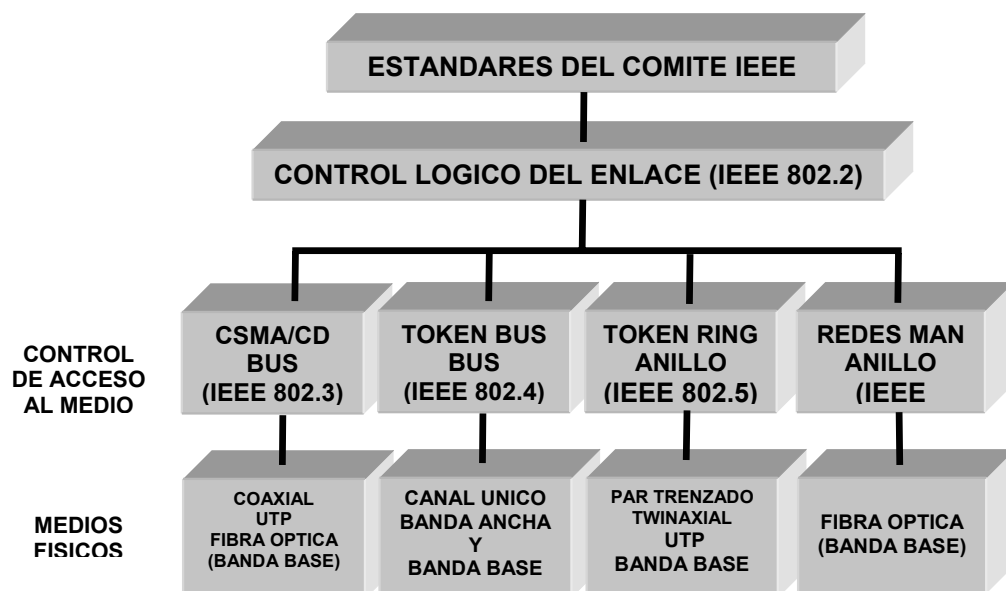 ESTANDARES DEL COMITE IEEE
CONTROL LOGICO DEL ENLACE (IEEE 802.2)
CONTROL
DE ACCESO
AL MEDIO
CSMA/CD
BUS
(IEEE 802.3)
TOKEN BUS
BUS
(IEEE 802.4)
TOKEN RING
ANILLO
(IEEE 802.5)
REDES MAN
ANILLO
(IEEE
MEDIOS
FISICOS
COAXIAL
UTP
FIBRA OPTICA
(BANDA BASE)
CANAL UNICO
BANDA ANCHA
Y
BANDA BASE
PAR TRENZADO
TWINAXIAL
UTP
BANDA BASE
FIBRA OPTICA
(BANDA BASE)